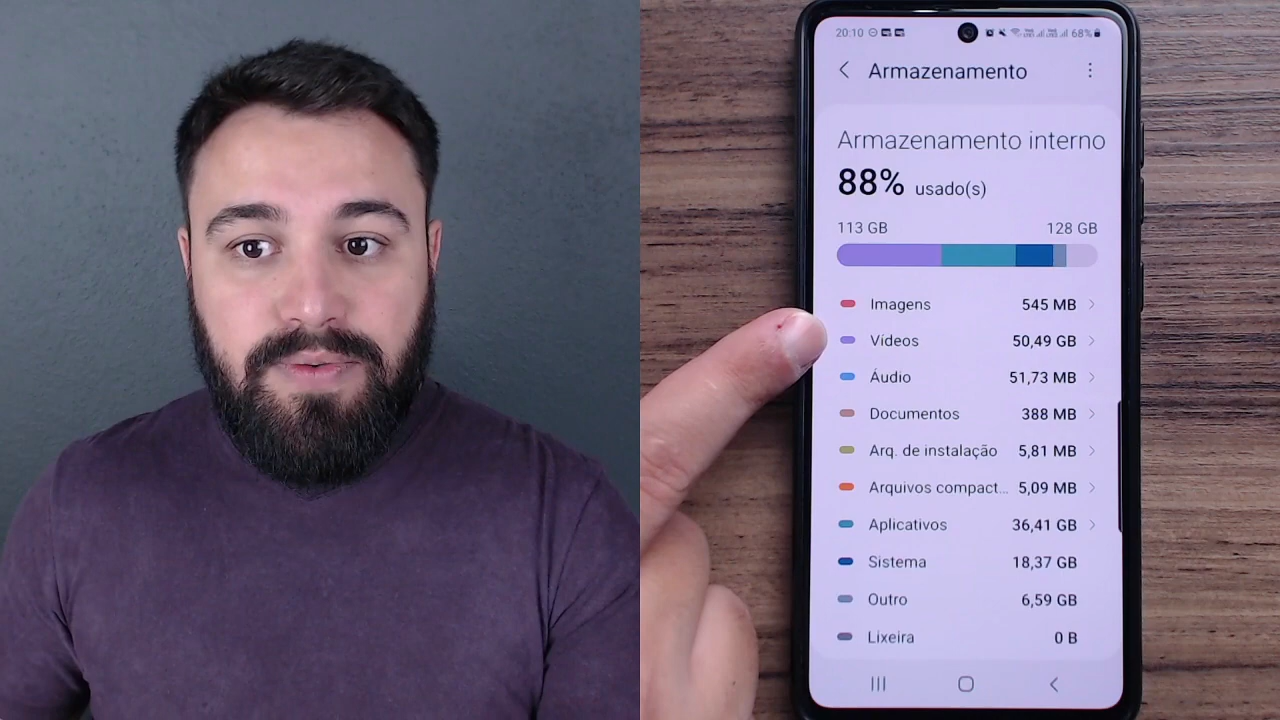 20:10 68%
Armazenamento
Armazenamento interno
88% usado(s)
113 GB 128 GB
Imagens 545 MB
Vídeos 50,49 GB
Áudio 51,73 MB
Documentos 388 MB
Arq. de instalação 5,81 MB
Arquivos compact... 5,09 MB
Aplicativos 36,41 GB
Sistema 18,37 GB
Outro 6,59 GB
Lixeira 0 B